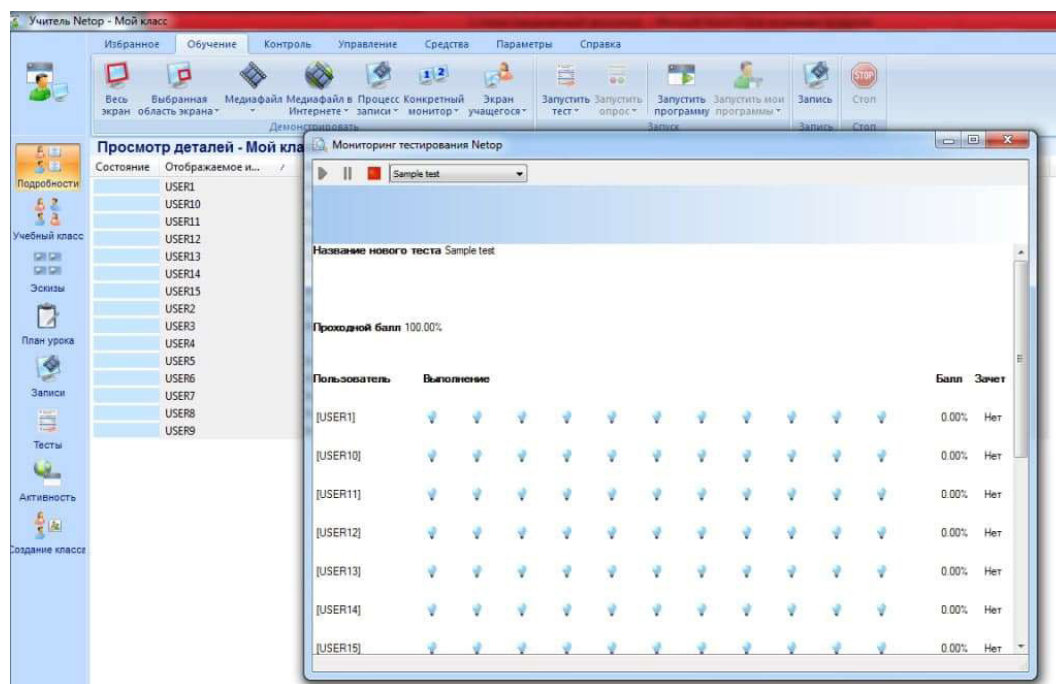 Учитель Netop - Мой класс
Избранное Обучение Контроль Управление Средства Параметры Справка
Весь экран
Выбранная область экрана
Медиафайл
Медиафайл в Интернете
Процесс записи
Конкретный монитор
Экран учащегося
Запустить тест
Запустить опрос
Запустить программу
Запустить мои программы
Запись
STOP
Стоп
Демонстрировать Запуск Запись Стоп
Подробности
Учебный класс
Эскизы
План урока
Записи
Тесты
Активность
Создание класса
Просмотр деталей - Мой кла
Состояние Отображаемое и... /
USER1
USER10
USER11
USER12
USER13
USER14
USER15
USER2
USER3
USER4
USER5
USER6
USER7
USER8
USER9
Мониторинг тестирования Netop
Sample test
Название нового теста Sample test
Проходной балл 100.00%
Пользователь Выполнение Балл Зачет
[USER1] 0.00% Нет
[USER10] 0.00% Нет
[USER11] 0.00% Нет
[USER12] 0.00% Нет
[USER13] 0.00% Нет
[USER14] 0.00% Нет
[USER15] 0.00% Нет